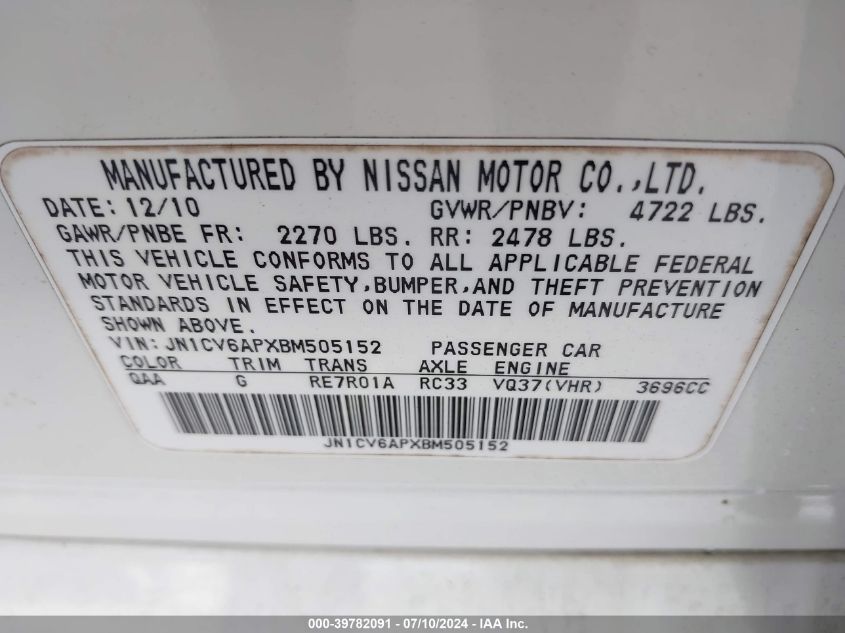 MANUFACTURED BY NISSAN MOTOR CO.,LTD.
DATE: 12/10 GVWR/PNBV: 4722 LBS.
GAWR/PNBE FR: 2270 LBS. RR: 2478 LBS.
THIS VEHICLE CONFORMS TO ALL APPLICABLE FEDERAL
MOTOR VEHICLE SAFETY,BUMPER,AND THEFT PREVENTION
STANDARDS IN EFFECT ON THE DATE OF MANUFACTURE
SHOWN ABOVE.
VIN: JN1CV6APXBM505152 PASSENGER CAR
COLOR TRIM TRANS AXLE ENGINE
QAA G RE7R01A RC33 VQ37(VHR) 3696CC
JN1CV6APXBM505152
000-39782091 - 07/10/2024 - IAA Inc.